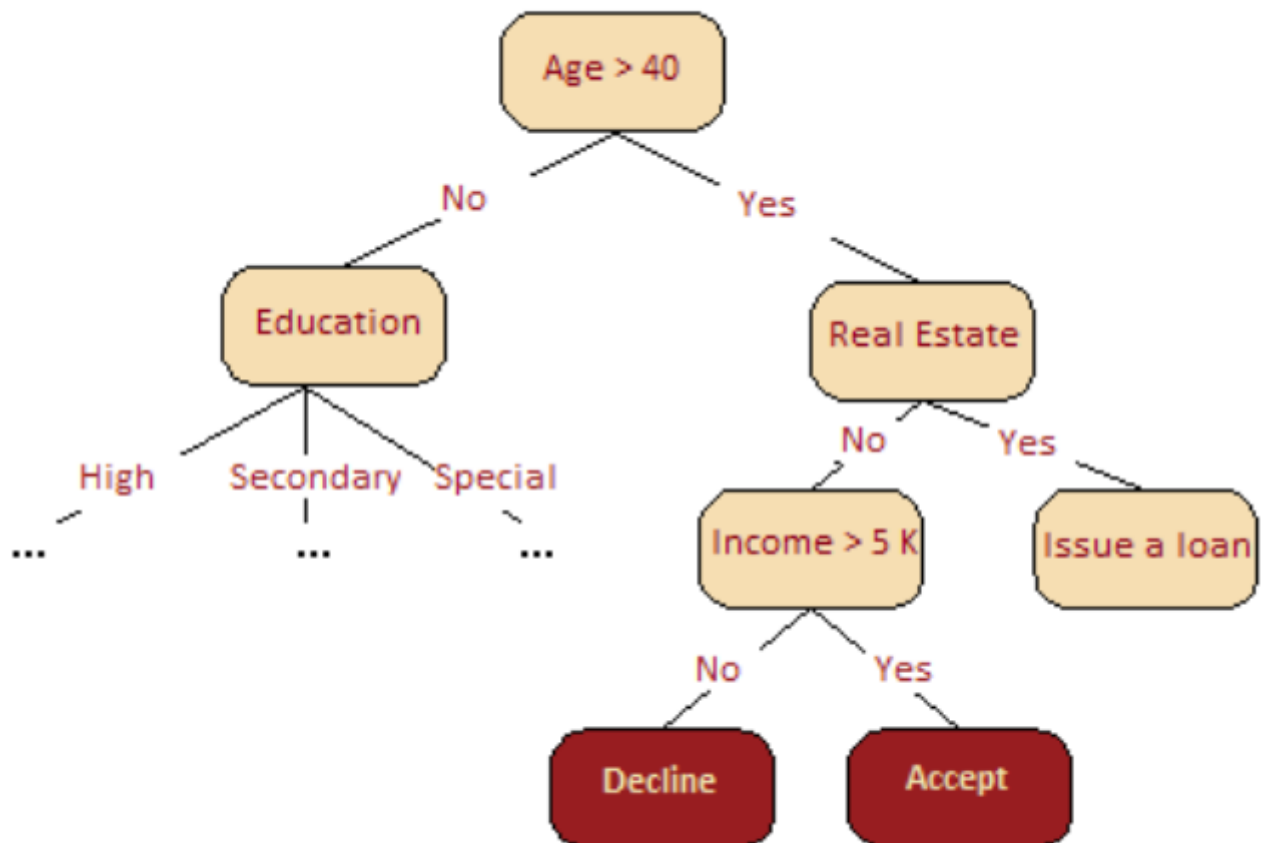 Age > 40
No
Yes
Education
Real Estate
No
Yes
High
Secondary
Special
Income > 5 K
Issue a loan
...
...
...
No
Yes
Decline
Accept